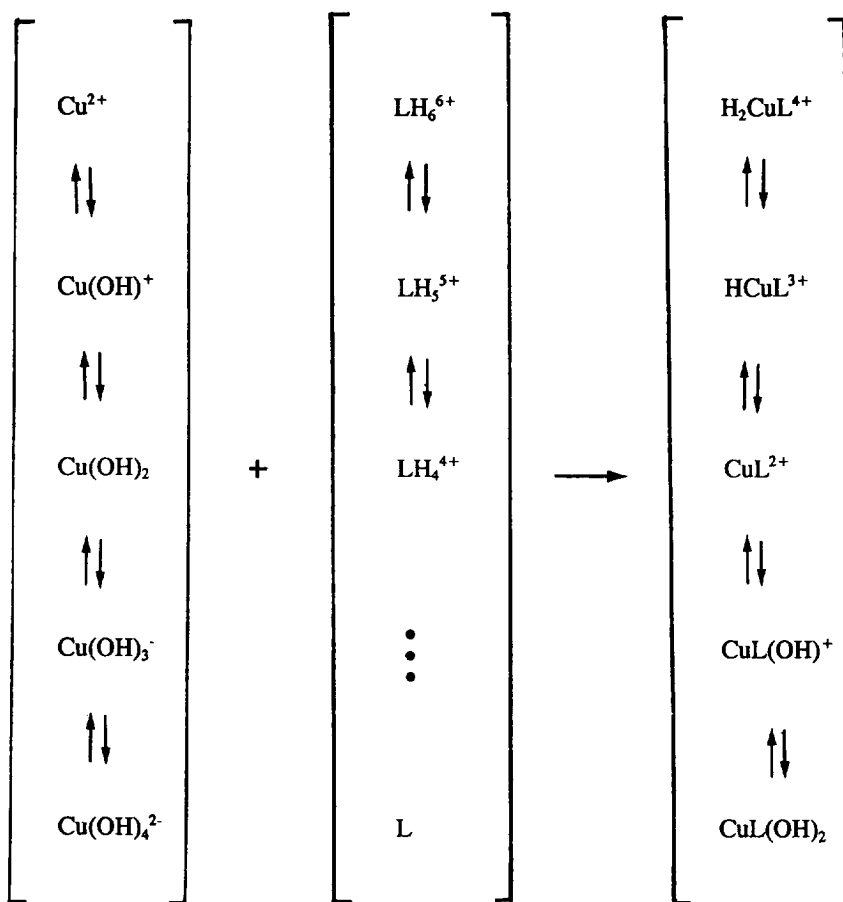 Cu²⁺ LH₆⁶⁺ H₂CuL⁴⁺
Cu(OH)⁺ LH₅⁵⁺ HCuL³⁺
Cu(OH)₂ + LH₄⁴⁺ CuL²⁺
Cu(OH)₃⁻ CuL(OH)⁺
Cu(OH)₄²⁻ L CuL(OH)₂